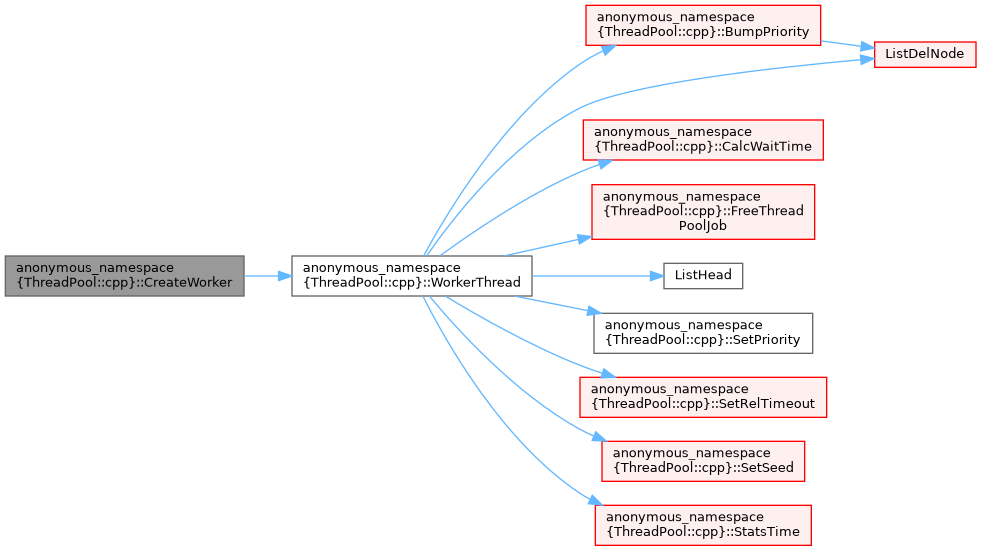 anonymous_namespace
{ThreadPool::cpp}::CreateWorker
anonymous_namespace
{ThreadPool::cpp}::WorkerThread
anonymous_namespace
{ThreadPool::cpp}::BumpPriority
ListDelNode
anonymous_namespace
{ThreadPool::cpp}::CalcWaitTime
anonymous_namespace
{ThreadPool::cpp}::FreeThread
PoolJob
ListHead
anonymous_namespace
{ThreadPool::cpp}::SetPriority
anonymous_namespace
{ThreadPool::cpp}::SetRelTimeout
anonymous_namespace
{ThreadPool::cpp}::SetSeed
anonymous_namespace
{ThreadPool::cpp}::StatsTime